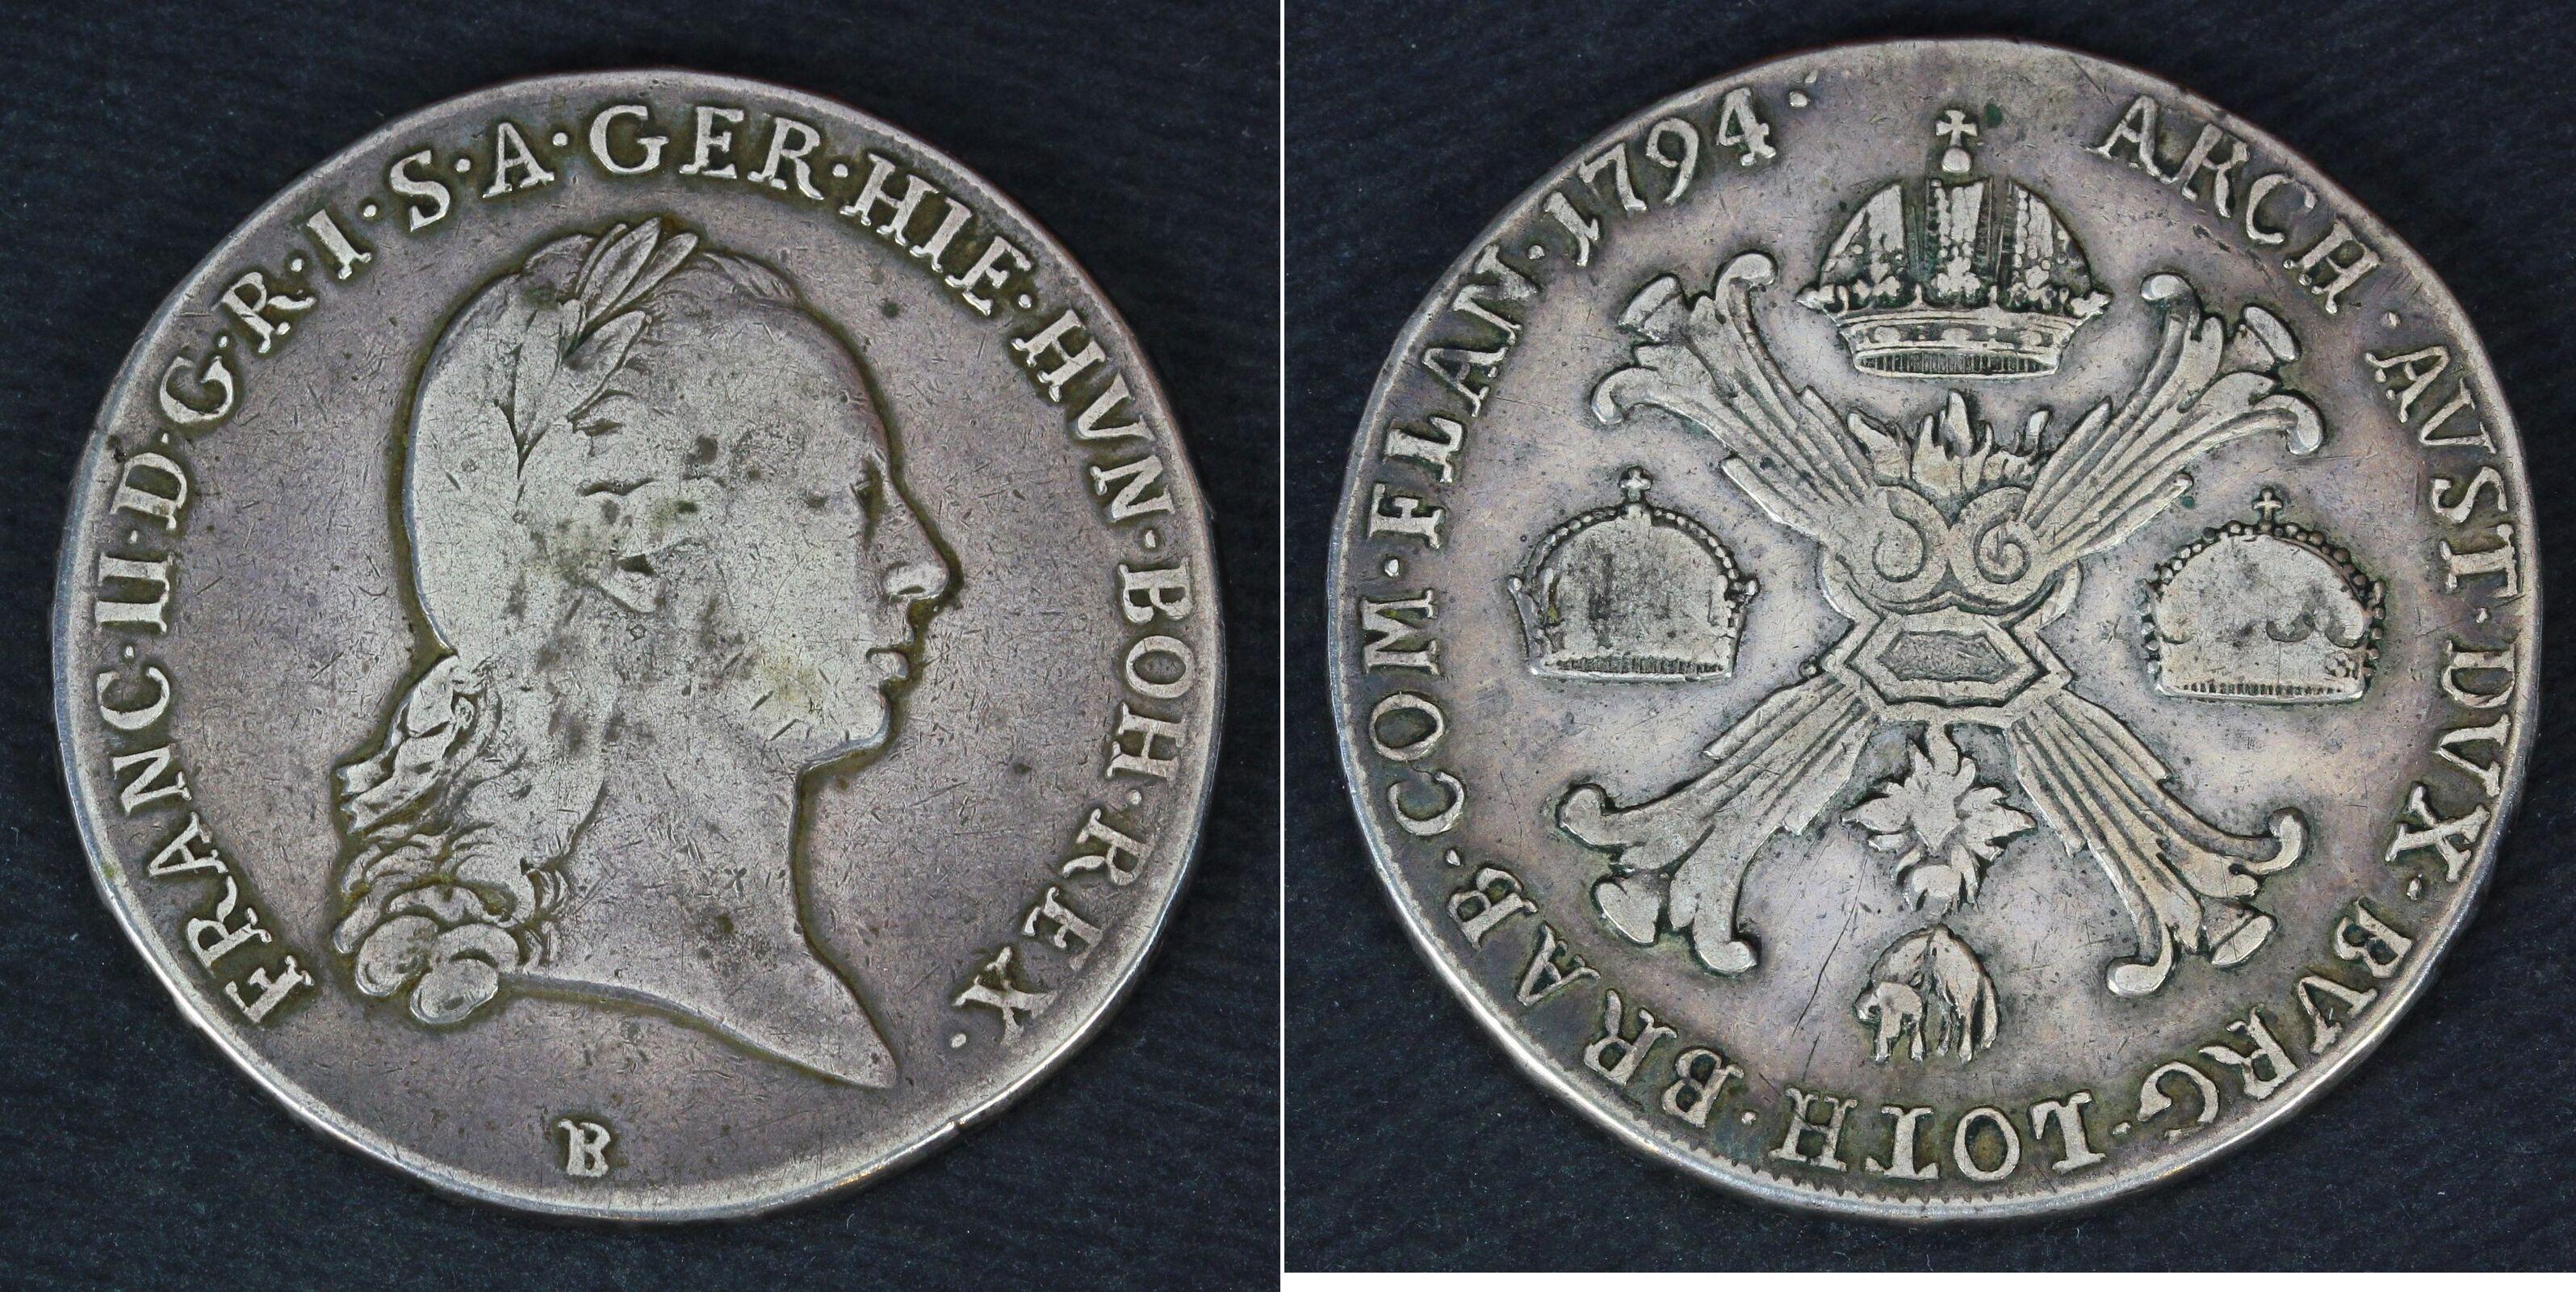 FRANC·II·D·G·R·I·S·A·GER·HIE·HVN·BOH·REX·
B
ARCH·AVST·DVX·BVRG·LOTH·BRAB·COM·FLAN·1794·